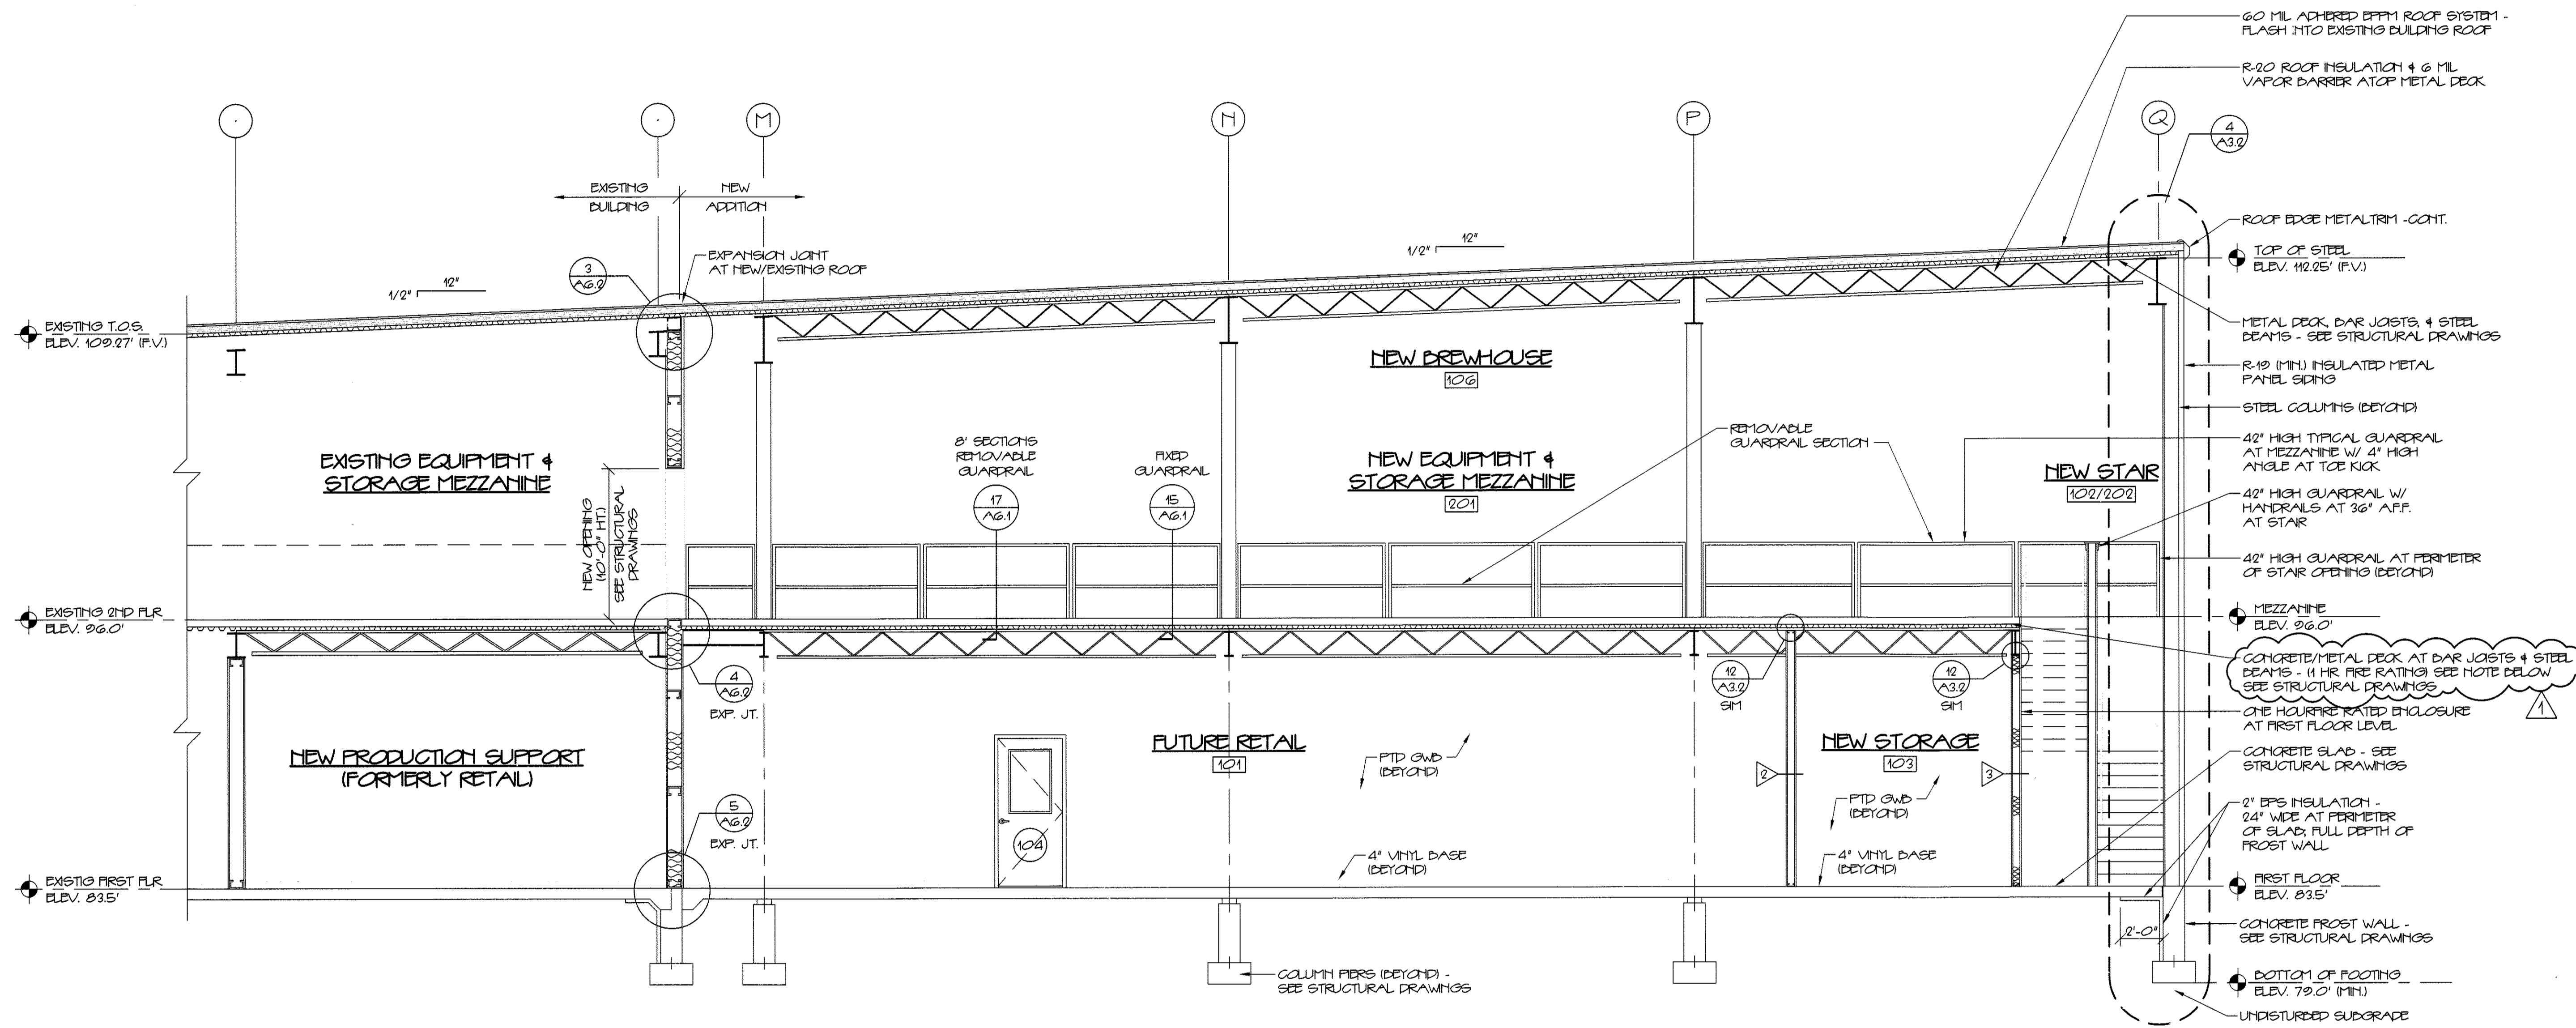 60 MIL ADHERED EPPM ROOF SYSTEM -
FLASH INTO EXISTING BUILDING ROOF
R-20 ROOF INSULATION & 6 MIL
VAPOR BARRIER ATOP METAL DECK
M
N
P
Q
4
A3.2
EXISTING
BUILDING
NEW
ADDITION
ROOF EDGE METALTRIM -CONT.
EXPANSION JOINT
AT NEW/EXISTING ROOF
3
A6.2
1/2"
12"
1/2"
12"
TOP OF STEEL
ELEV. 112.25' (F.V.)
EXISTING T.O.S.
ELEV. 109.27' (F.V.)
METAL DECK, BAR JOISTS, & STEEL
BEAMS - SEE STRUCTURAL DRAWINGS
NEW BREWHOUSE
106
R-19 (MIN.) INSULATED METAL
PANEL SIDING
STEEL COLUMNS (BEYOND)
EXISTING EQUIPMENT &
STORAGE MEZZANINE
NEW OPENING
(10'-0" HT.)
SEE STRUCTURAL
DRAWINGS
8' SECTIONS
REMOVABLE
GUARDRAIL
17
A6.1
FIXED
GUARDRAIL
15
A6.1
NEW EQUIPMENT &
STORAGE MEZZANINE
201
REMOVABLE
GUARDRAIL SECTION
42" HIGH TYPICAL GUARDRAIL
AT MEZZANINE W/ 4" HIGH
ANGLE AT TOE KICK
NEW STAIR
102/202
42" HIGH GUARDRAIL W/
HANDRAILS AT 36" A.F.F.
AT STAIR
42" HIGH GUARDRAIL AT PERIMETER
OF STAIR OPENING (BEYOND)
EXISTING 2ND FLR
ELEV. 96.0'
MEZZANINE
ELEV. 96.0'
CONCRETE/METAL DECK AT BAR JOISTS & STEEL
BEAMS - (1 HR FIRE RATING) SEE NOTE BELOW
SEE STRUCTURAL DRAWINGS
1
4
A6.2
EXP. JT.
12
A3.2
SIM
12
A3.2
SIM
ONE HOURFIRE RATED ENCLOSURE
AT FIRST FLOOR LEVEL
NEW PRODUCTION SUPPORT
(FORMERLY RETAIL)
FUTURE RETAIL
101
PTD GWB
(BEYOND)
NEW STORAGE
103
2
3
PTD GWB
(BEYOND)
CONCRETE SLAB - SEE
STRUCTURAL DRAWINGS
5
A6.2
EXP. JT.
104
4" VINYL BASE
(BEYOND)
4" VINYL BASE
(BEYOND)
2" EPS INSULATION -
24" WIDE AT PERIMETER
OF SLAB; FULL DEPTH OF
FROST WALL
EXISTIG FIRST FLR
ELEV. 83.5'
FIRST FLOOR
ELEV. 83.5'
2'-0"
CONCRETE FROST WALL -
SEE STRUCTURAL DRAWINGS
COLUMN PIERS (BEYOND) -
SEE STRUCTURAL DRAWINGS
BOTTOM OF FOOTING
ELEV. 79.0' (MIN.)
UNDISTURBED SUBGRADE